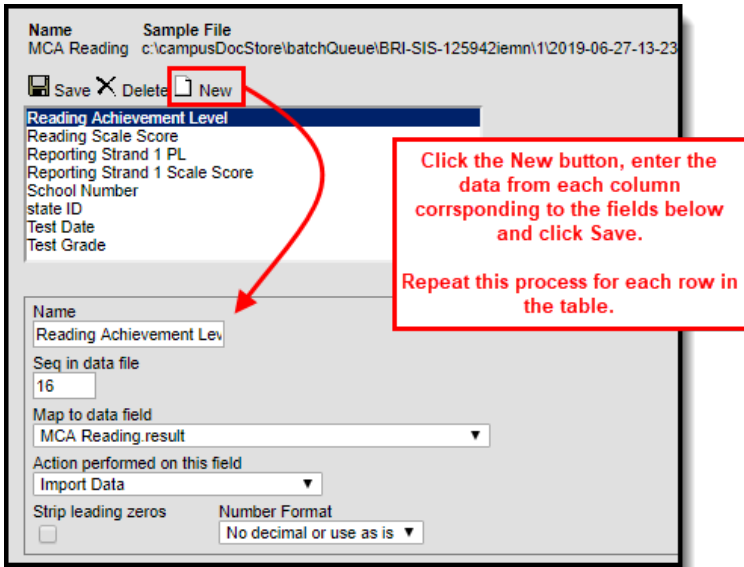 Name Sample File
MCA Reading c:\campusDocStore\batchQueue\BRI-SIS-125942iemn\1\2019-06-27-13-23
Save Delete New
Reading Achievement Level
Reading Scale Score
Reporting Strand 1 PL
Reporting Strand 1 Scale Score
School Number
state ID
Test Date
Test Grade
Click the New button, enter the
data from each column
corrsponding to the fields below
and click Save.
Repeat this process for each row in
the table.
Name
Reading Achievement Lev
Seq in data file
16
Map to data field
MCA Reading.result
Action performed on this field
Import Data
Strip leading zeros Number Format
No decimal or use as is